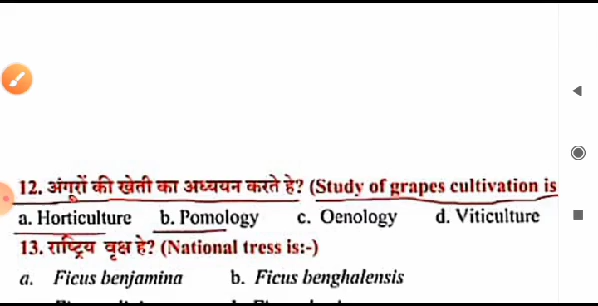 12. अंगूरों की खेती का अध्ययन करते है? (Study of grapes cultivation is
a. Horticulture b. Pomology c. Oenology d. Viticulture
13. राष्ट्रिय वृक्ष है? (National tress is:-)
a. Ficus benjamina b. Ficus benghalensis